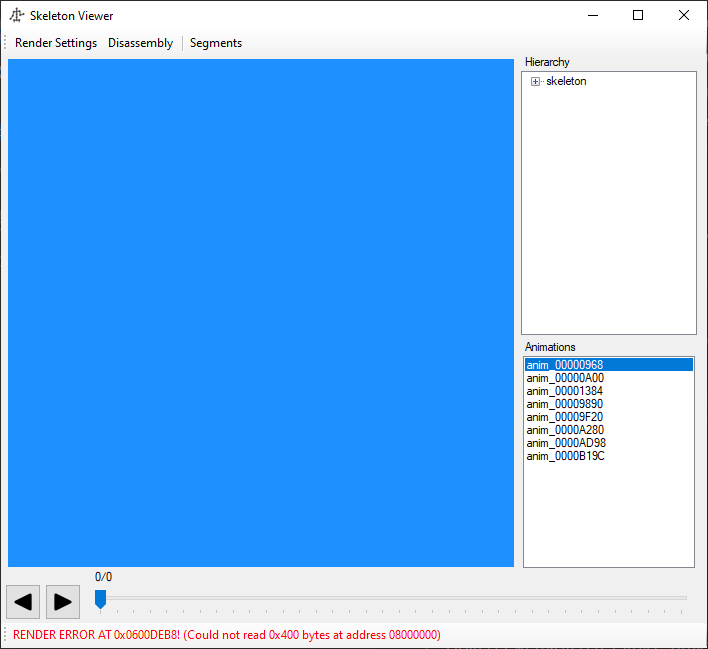 Skeleton Viewer
Render Settings Disassembly Segments
Hierarchy
skeleton
Animations
anim_00000968
anim_00000A00
anim_00001384
anim_00009890
anim_00009F20
anim_0000A280
anim_0000AD98
anim_0000B19C
0/0
RENDER ERROR AT 0x0600DEB8! (Could not read 0x400 bytes at address 08000000)